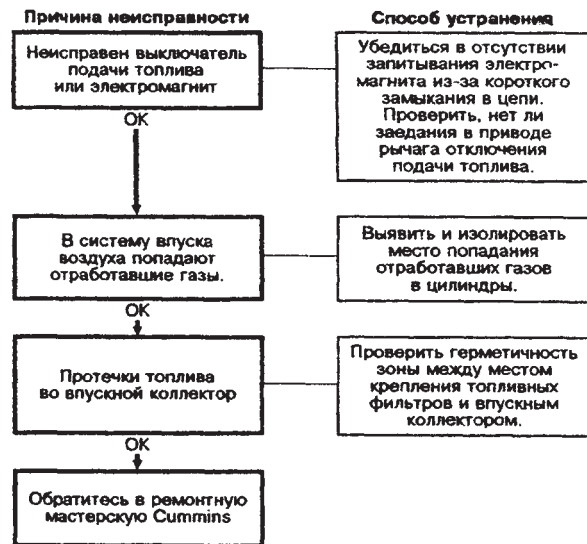 Причина неисправности
Способ устранения
Неисправен выключатель
подачи топлива
или электромагнит
Убедиться в отсутствии
запитывания электро-
магнита из-за короткого
замыкания в цепи.
Проверить, нет ли
заедания в приводе
рычага отключения
подачи топлива.
ОК
В систему впуска
воздуха попадают
отработавшие газы.
Выявить и изолировать
место попадания
отработавших газов
в цилиндры.
ОК
Протечки топлива
во впускной коллектор
Проверить герметичность
зоны между местом
крепления топливных
фильтров и впускным
коллектором.
ОК
Обратитесь в ремонтную
мастерскую Cummins